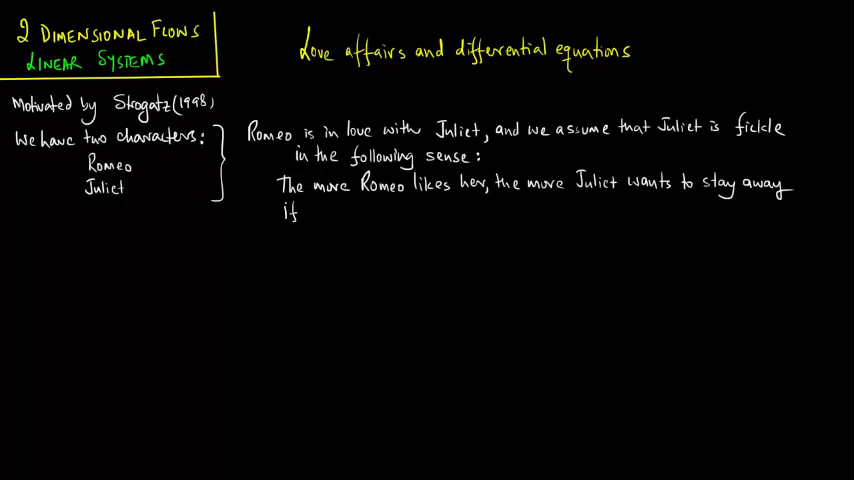 2 DIMENSIONAL FLOWS
LINEAR SYSTEMS
Love affairs and differential equations
Motivated by Strogatz (1998)
We have two characters:
Romeo
Juliet
Romeo is in love with Juliet, and we assume that Juliet is fickle
in the following sense:
The more Romeo likes her, the more Juliet wants to stay away
if